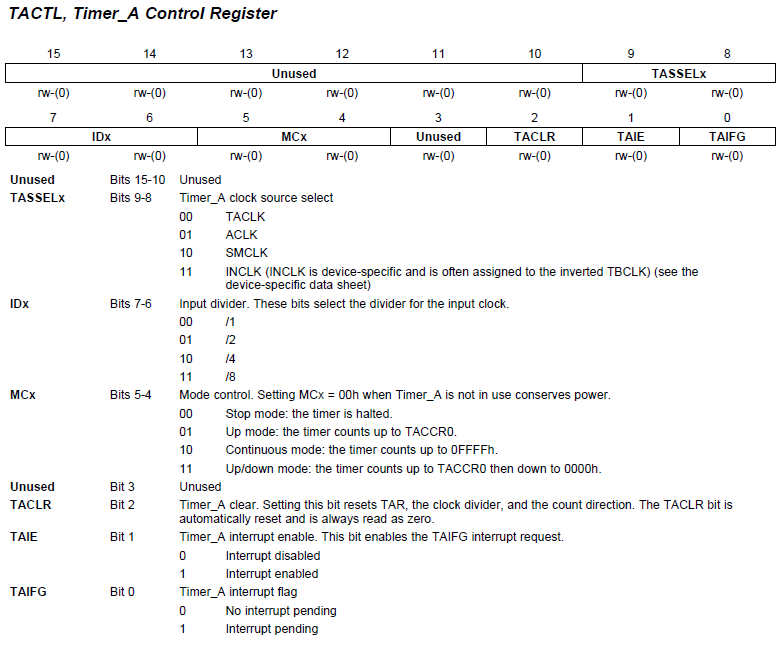 TACTL, Timer_A Control Register
15 14 13 12 11 10 9 8
Unused TASSELx
rw-(0) rw-(0) rw-(0) rw-(0) rw-(0) rw-(0) rw-(0) rw-(0)
7 6 5 4 3 2 1 0
IDx MCx Unused TACLR TAIE TAIFG
rw-(0) rw-(0) rw-(0) rw-(0) rw-(0) rw-(0) rw-(0) rw-(0)
Unused Bits 15-10 Unused
TASSELx Bits 9-8 Timer_A clock source select
00 TACLK
01 ACLK
10 SMCLK
11 INCLK (INCLK is device-specific and is often assigned to the inverted TBCLK) (see the
device-specific data sheet)
IDx Bits 7-6 Input divider. These bits select the divider for the input clock.
00 /1
01 /2
10 /4
11 /8
MCx Bits 5-4 Mode control. Setting MCx = 00h when Timer_A is not in use conserves power.
00 Stop mode: the timer is halted.
01 Up mode: the timer counts up to TACCR0.
10 Continuous mode: the timer counts up to 0FFFFh.
11 Up/down mode: the timer counts up to TACCR0 then down to 0000h.
Unused Bit 3 Unused
TACLR Bit 2 Timer_A clear. Setting this bit resets TAR, the clock divider, and the count direction. The TACLR bit is
automatically reset and is always read as zero.
TAIE Bit 1 Timer_A interrupt enable. This bit enables the TAIFG interrupt request.
0 Interrupt disabled
1 Interrupt enabled
TAIFG Bit 0 Timer_A interrupt flag
0 No interrupt pending
1 Interrupt pending